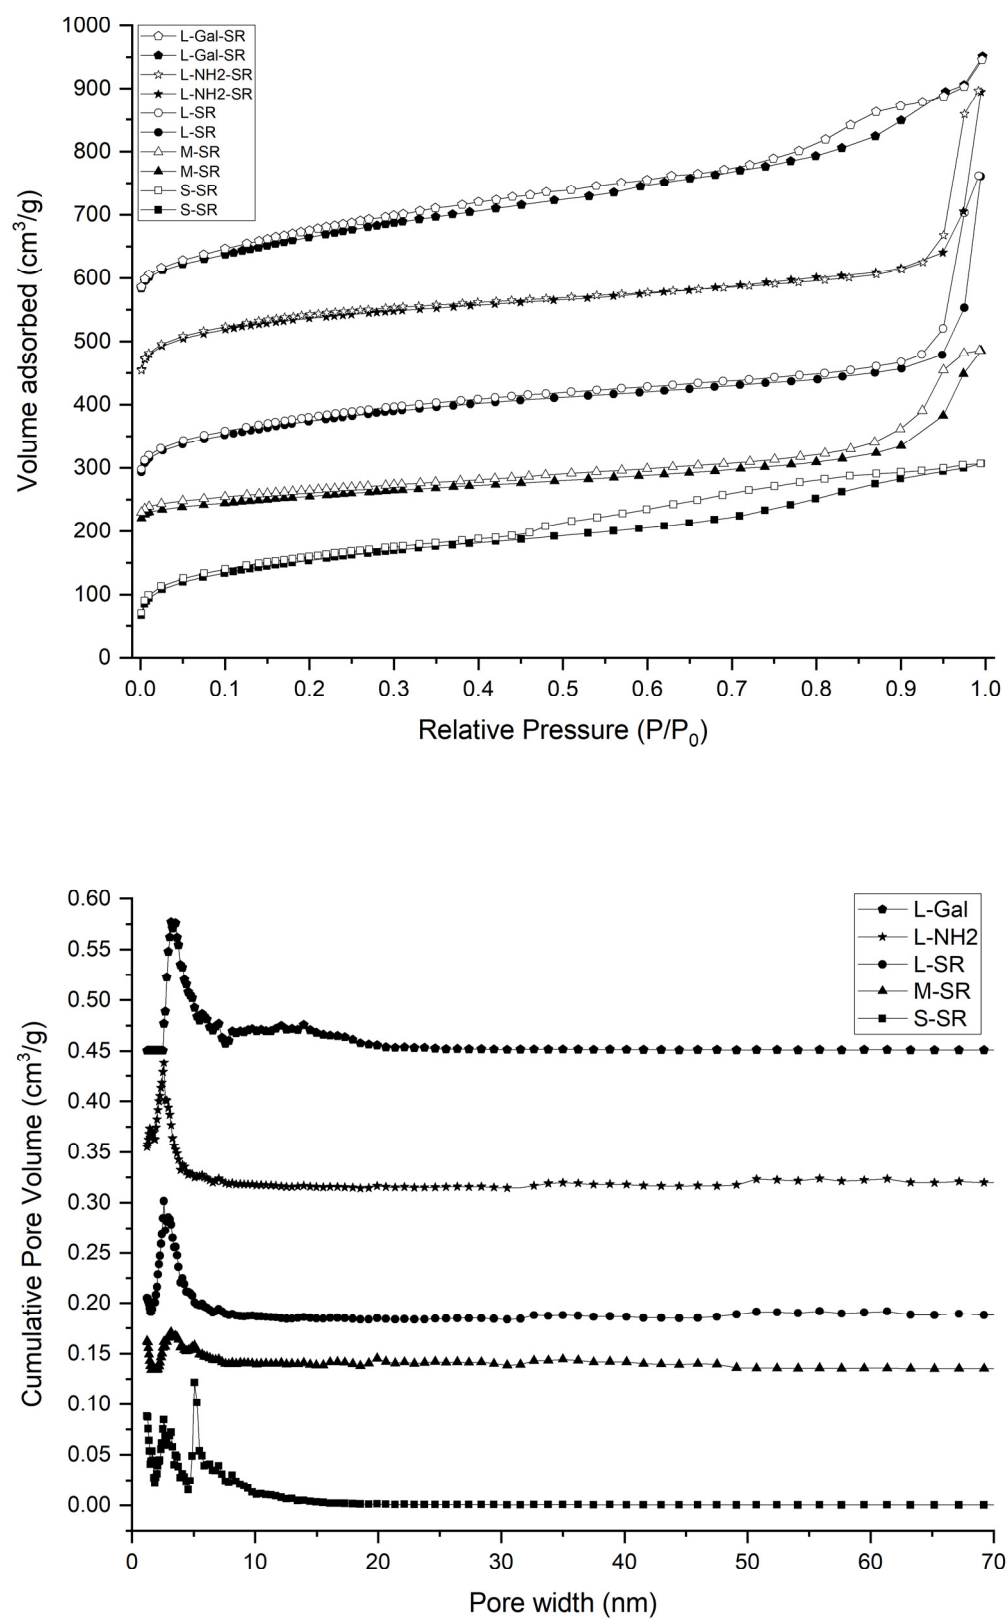 1000
900
800
700
600
500
400
300
200
100
0
Volume adsorbed (cm³/g)
L-Gal-SR
L-Gal-SR
L-NH2-SR
L-NH2-SR
L-SR
L-SR
M-SR
M-SR
S-SR
S-SR
0.0 0.1 0.2 0.3 0.4 0.5 0.6 0.7 0.8 0.9 1.0
Relative Pressure (P/P₀)
0.60
0.55
0.50
0.45
0.40
0.35
0.30
0.25
0.20
0.15
0.10
0.05
0.00
Cumulative Pore Volume (cm³/g)
L-Gal
L-NH2
L-SR
M-SR
S-SR
0 10 20 30 40 50 60 70
Pore width (nm)